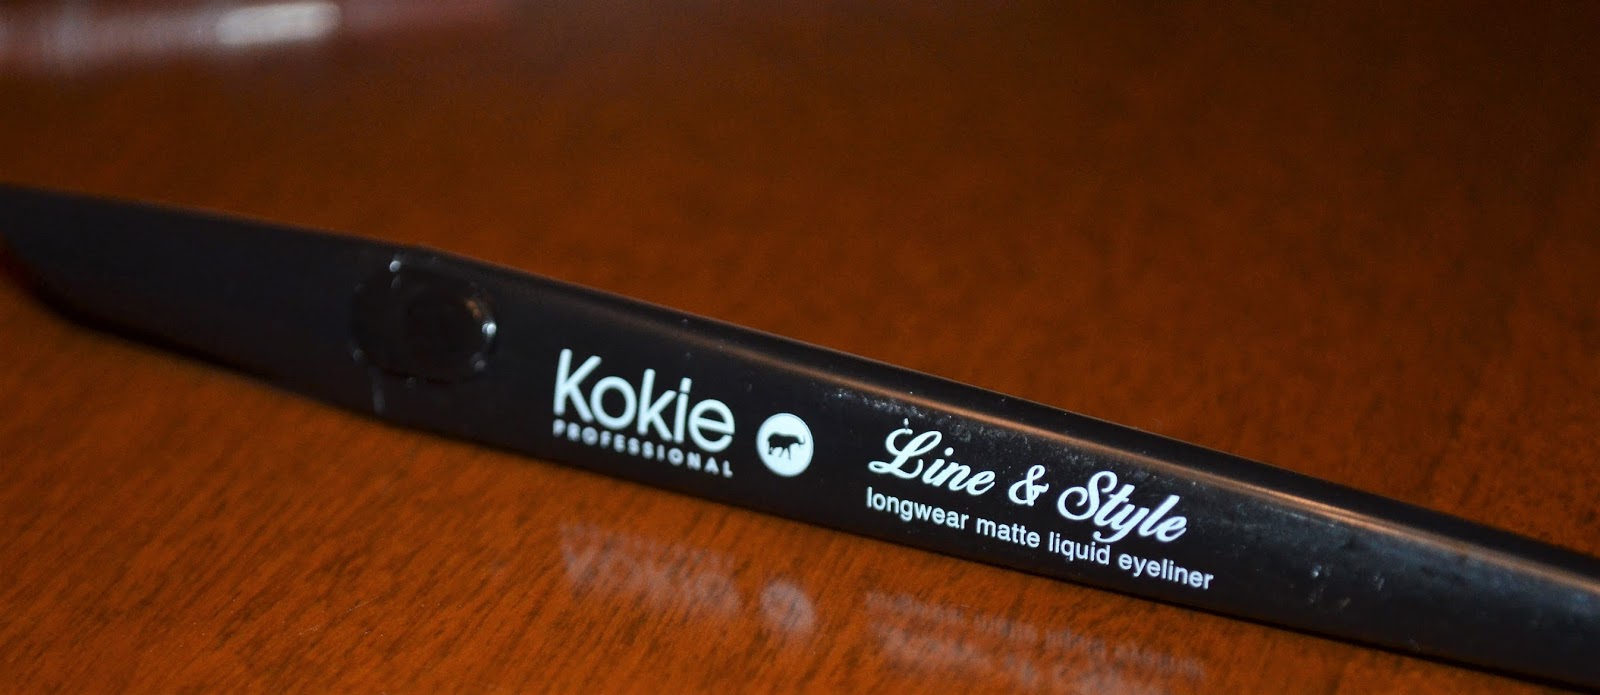 Kokie
PROFESSIONAL
Line & Style
longwear matte liquid eyeliner